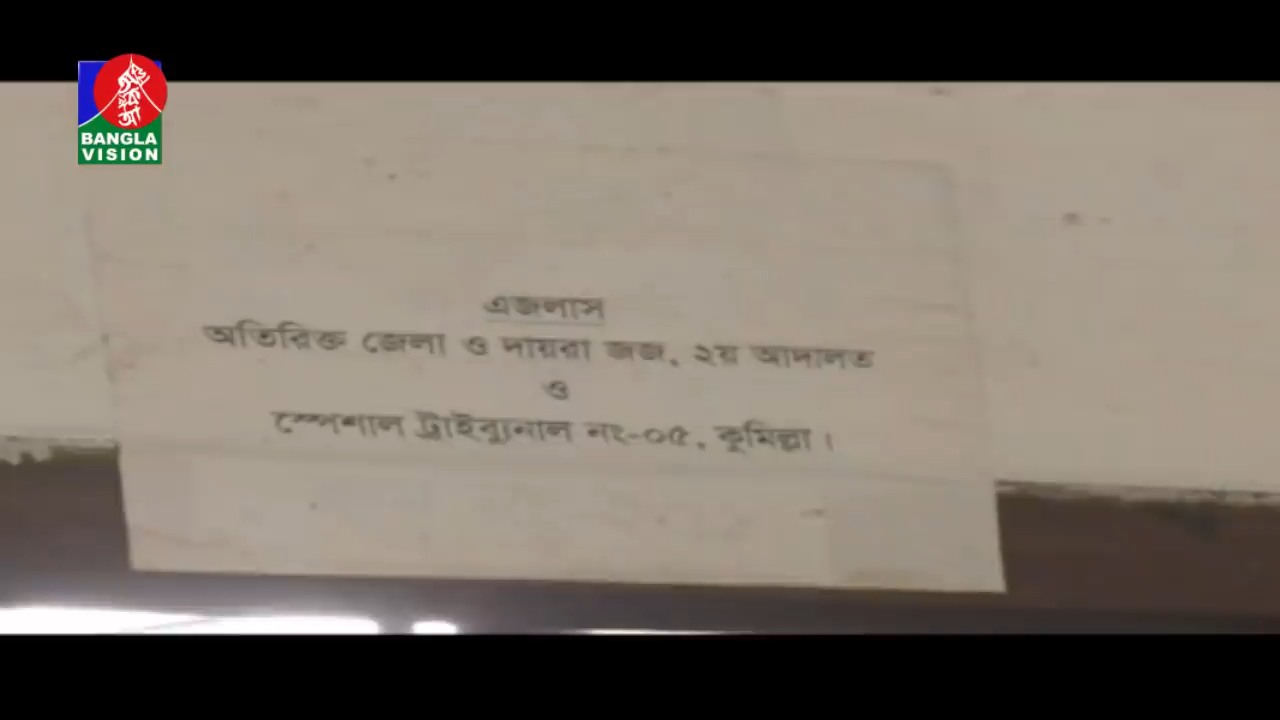 BANGLA
VISION
এজলাস
অতিরিক্ত জেলা ও দায়রা জজ, ২য় আদালত
ও
স্পেশাল ট্রাইব্যুনাল নং-০৫, কুমিল্লা।